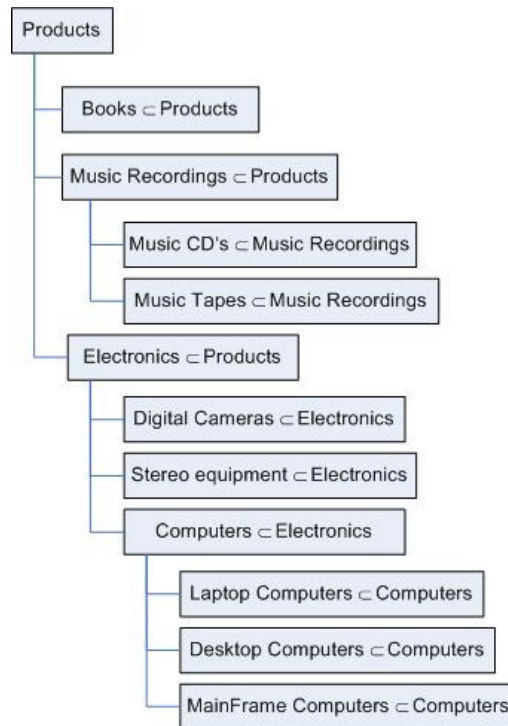 Products
Books ⊂ Products
Music Recordings ⊂ Products
Music CD's ⊂ Music Recordings
Music Tapes ⊂ Music Recordings
Electronics ⊂ Products
Digital Cameras ⊂ Electronics
Stereo equipment ⊂ Electronics
Computers ⊂ Electronics
Laptop Computers ⊂ Computers
Desktop Computers ⊂ Computers
MainFrame Computers ⊂ Computers